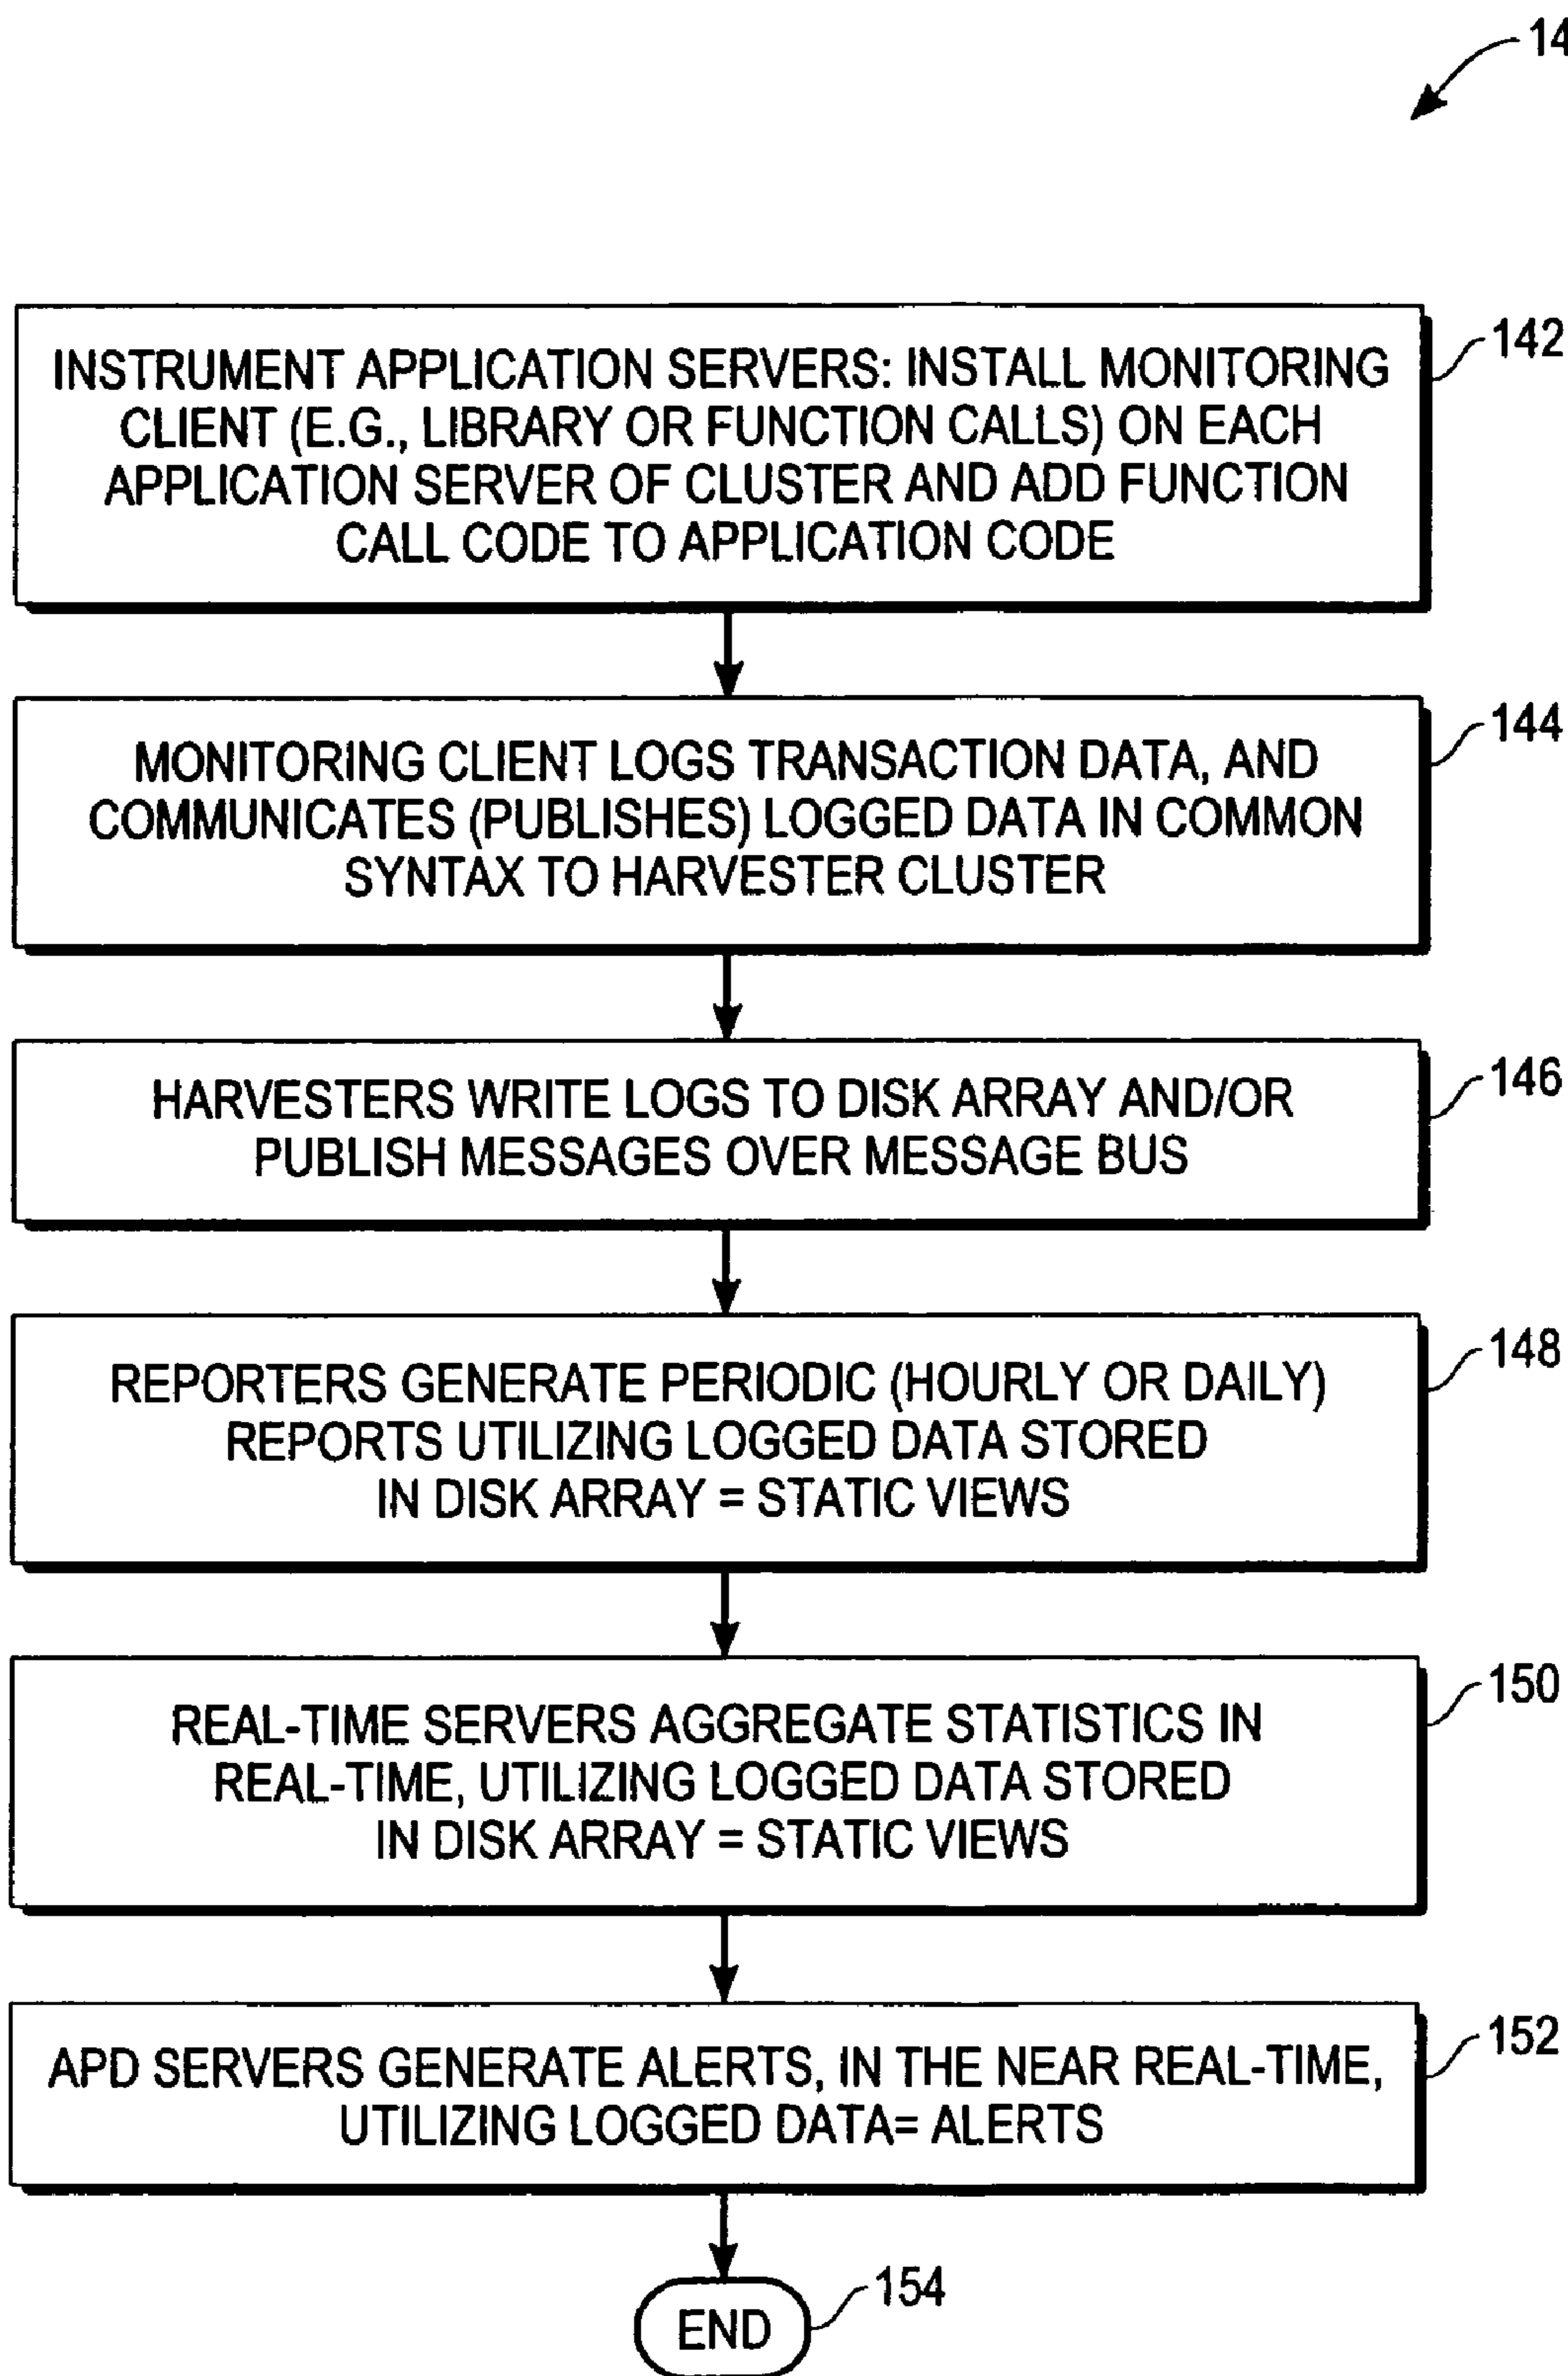 14
INSTRUMENT APPLICATION SERVERS: INSTALL MONITORING
CLIENT (E.G., LIBRARY OR FUNCTION CALLS) ON EACH
APPLICATION SERVER OF CLUSTER AND ADD FUNCTION
CALL CODE TO APPLICATION CODE
142
MONITORING CLIENT LOGS TRANSACTION DATA, AND
COMMUNICATES (PUBLISHES) LOGGED DATA IN COMMON
SYNTAX TO HARVESTER CLUSTER
144
HARVESTERS WRITE LOGS TO DISK ARRAY AND/OR
PUBLISH MESSAGES OVER MESSAGE BUS
146
REPORTERS GENERATE PERIODIC (HOURLY OR DAILY)
REPORTS UTILIZING LOGGED DATA STORED
IN DISK ARRAY = STATIC VIEWS
148
REAL-TIME SERVERS AGGREGATE STATISTICS IN
REAL-TIME, UTILIZING LOGGED DATA STORED
IN DISK ARRAY = STATIC VIEWS
150
APD SERVERS GENERATE ALERTS, IN THE NEAR REAL-TIME,
UTILIZING LOGGED DATA= ALERTS
152
END
154